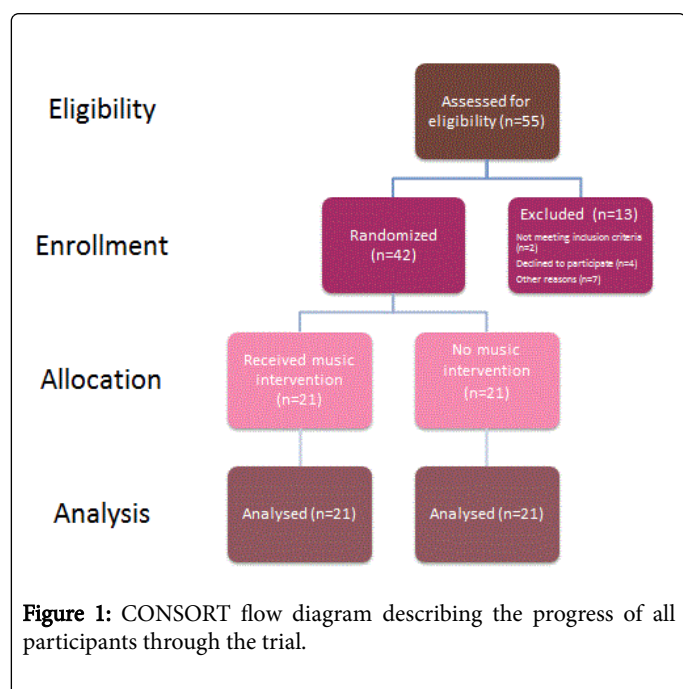 Eligibility
Assessed for
eligibility (n=55)
Enrollment
Randomized
(n=42)
Excluded (n=13)
Not meeting inclusion criteria
(n=2)
Declined to participate (n=4)
Other reasons (n=7)
Allocation
Received music
intervention
(n=21)
No music
intervention
(n=21)
Analysis
Analysed (n=21)
Analysed (n=21)
Figure 1: CONSORT flow diagram describing the progress of all
participants through the trial.